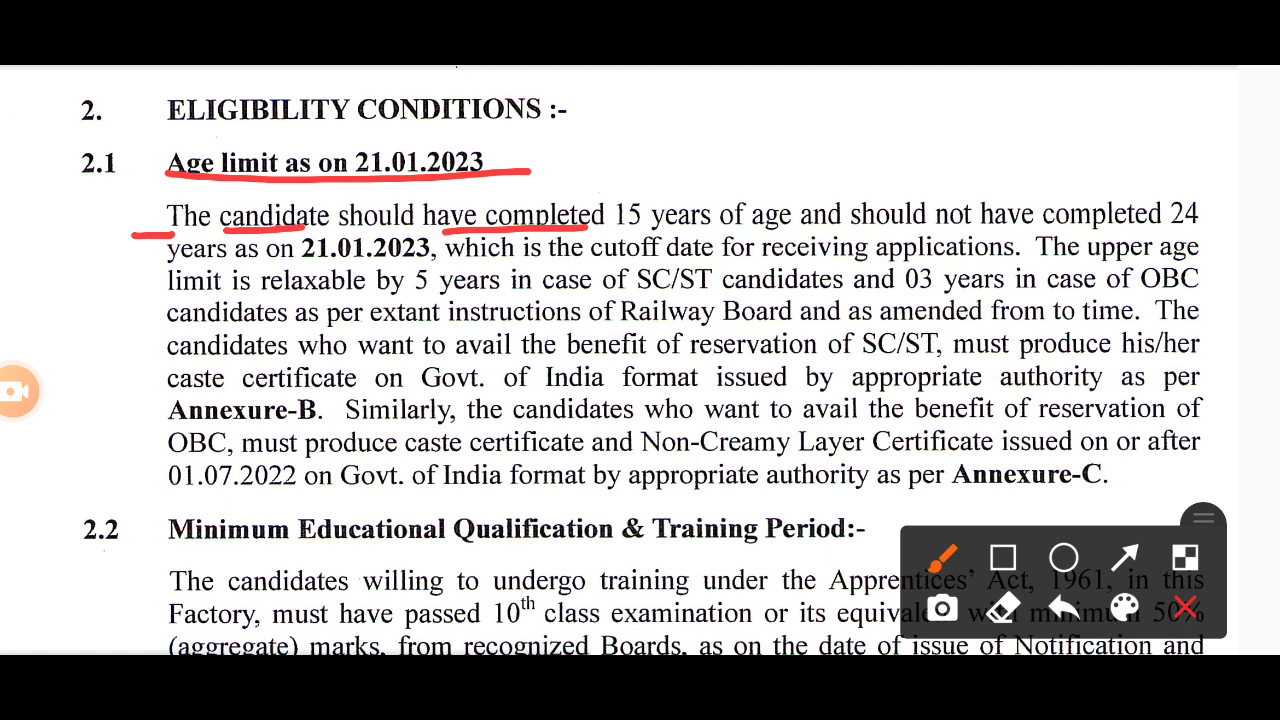 2. ELIGIBILITY CONDITIONS :-
2.1 Age limit as on 21.01.2023
The candidate should have completed 15 years of age and should not have completed 24
years as on 21.01.2023, which is the cutoff date for receiving applications. The upper age
limit is relaxable by 5 years in case of SC/ST candidates and 03 years in case of OBC
candidates as per extant instructions of Railway Board and as amended from to time. The
candidates who want to avail the benefit of reservation of SC/ST, must produce his/her
caste certificate on Govt. of India format issued by appropriate authority as per
Annexure-B. Similarly, the candidates who want to avail the benefit of reservation of
OBC, must produce caste certificate and Non-Creamy Layer Certificate issued on or after
01.07.2022 on Govt. of India format by appropriate authority as per Annexure-C.
2.2 Minimum Educational Qualification & Training Period:-
The candidates willing to undergo training under the Apprentices' Act, 1961, in this
Factory, must have passed 10th class examination or its minimum 50%
(aggregate) marks, from recognized Boards, as on the date of issue of Notification and